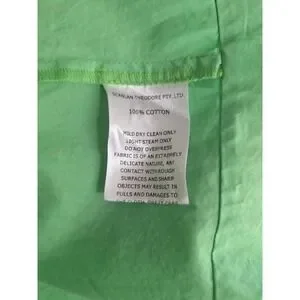 SCANLAN THEODORE PTY. LTD.
100% COTTON
MILD DRY CLEAN ONLY
LIGHT STEAM ONLY
DO NOT OVERPRESS
FABRIC IS OF AN EXTREMELY
DELICATE NATURE, ANY
CONTACT WITH ROUGH
SURFACES AND SHARP
OBJECTS MAY RESULT IN
PULLS AND DAMAGES TO